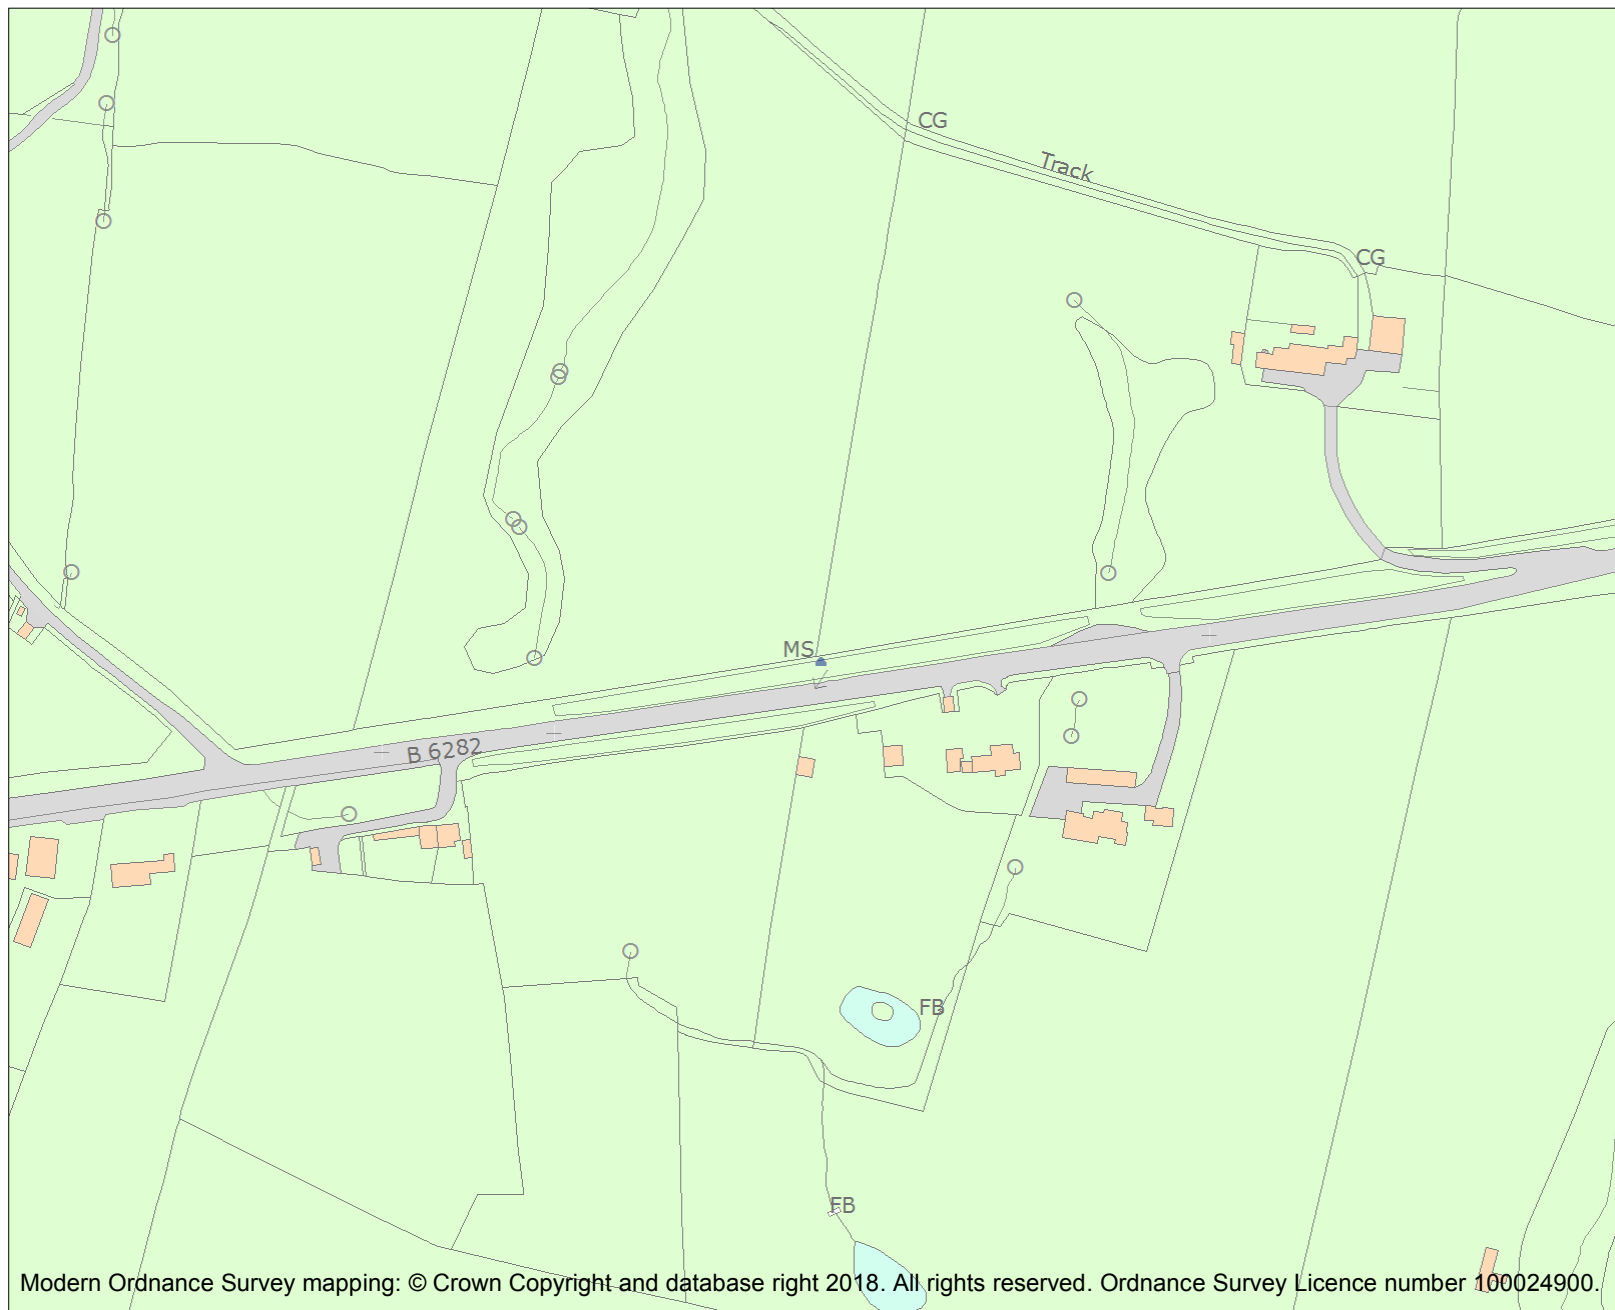 CG
Track
CG
MS
B 6282
FB
FB
Modern Ordnance Survey mapping: © Crown Copyright and database right 2018. All rights reserved. Ordnance Survey Licence number 100024900.